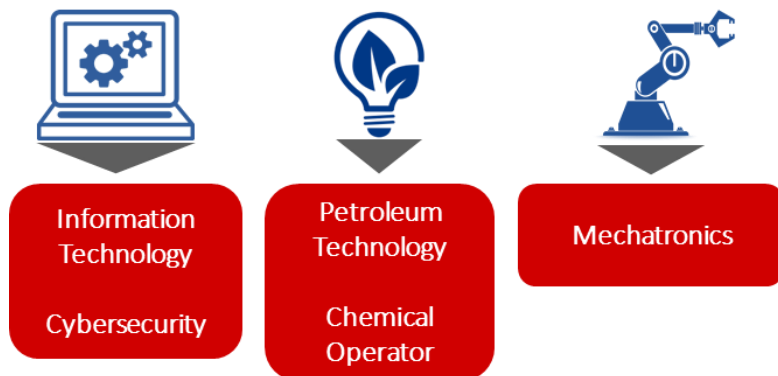 Information
Technology
Cybersecurity
Petroleum
Technology
Chemical
Operator
Mechatronics